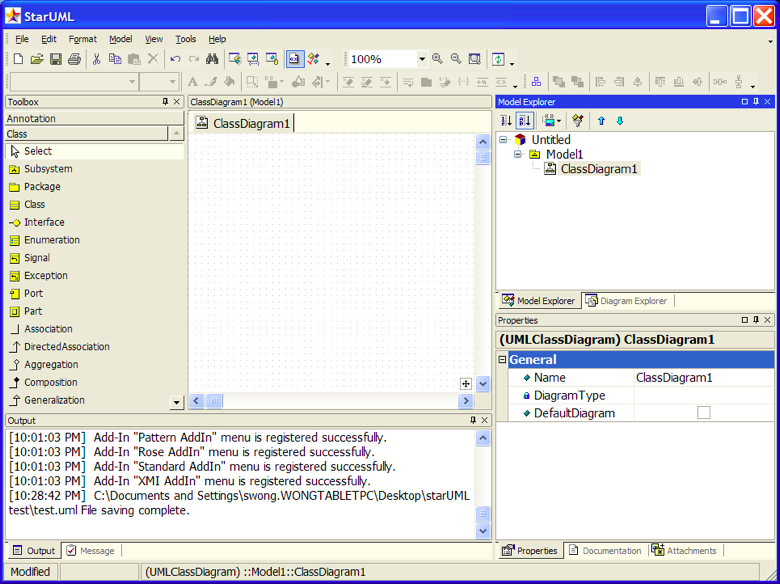 StarUML
File Edit Format Model View Tools Help
100%
Toolbox
Annotation
Class
Select
Subsystem
Package
Class
Interface
Enumeration
Signal
Exception
Port
Part
Association
DirectedAssociation
Aggregation
Composition
Generalization
ClassDiagram1 (Model1)
ClassDiagram1
Model Explorer
Untitled
Model1
ClassDiagram1
Model Explorer Diagram Explorer
Properties
(UMLClassDiagram) ClassDiagram1
General
Name ClassDiagram1
DiagramType
DefaultDiagram
Output
[10:01:03 PM] Add-In "Pattern AddIn" menu is registered successfully.
[10:01:03 PM] Add-In "Rose AddIn" menu is registered successfully.
[10:01:03 PM] Add-In "Standard AddIn" menu is registered successfully.
[10:01:03 PM] Add-In "XMI AddIn" menu is registered successfully.
[10:28:42 PM] C:\Documents and Settings\swong.WONGTABLETPC\Desktop\starUML
test\test.uml File saving complete.
Output Message
Properties Documentation Attachments
Modified (UMLClassDiagram) ::Model1::ClassDiagram1